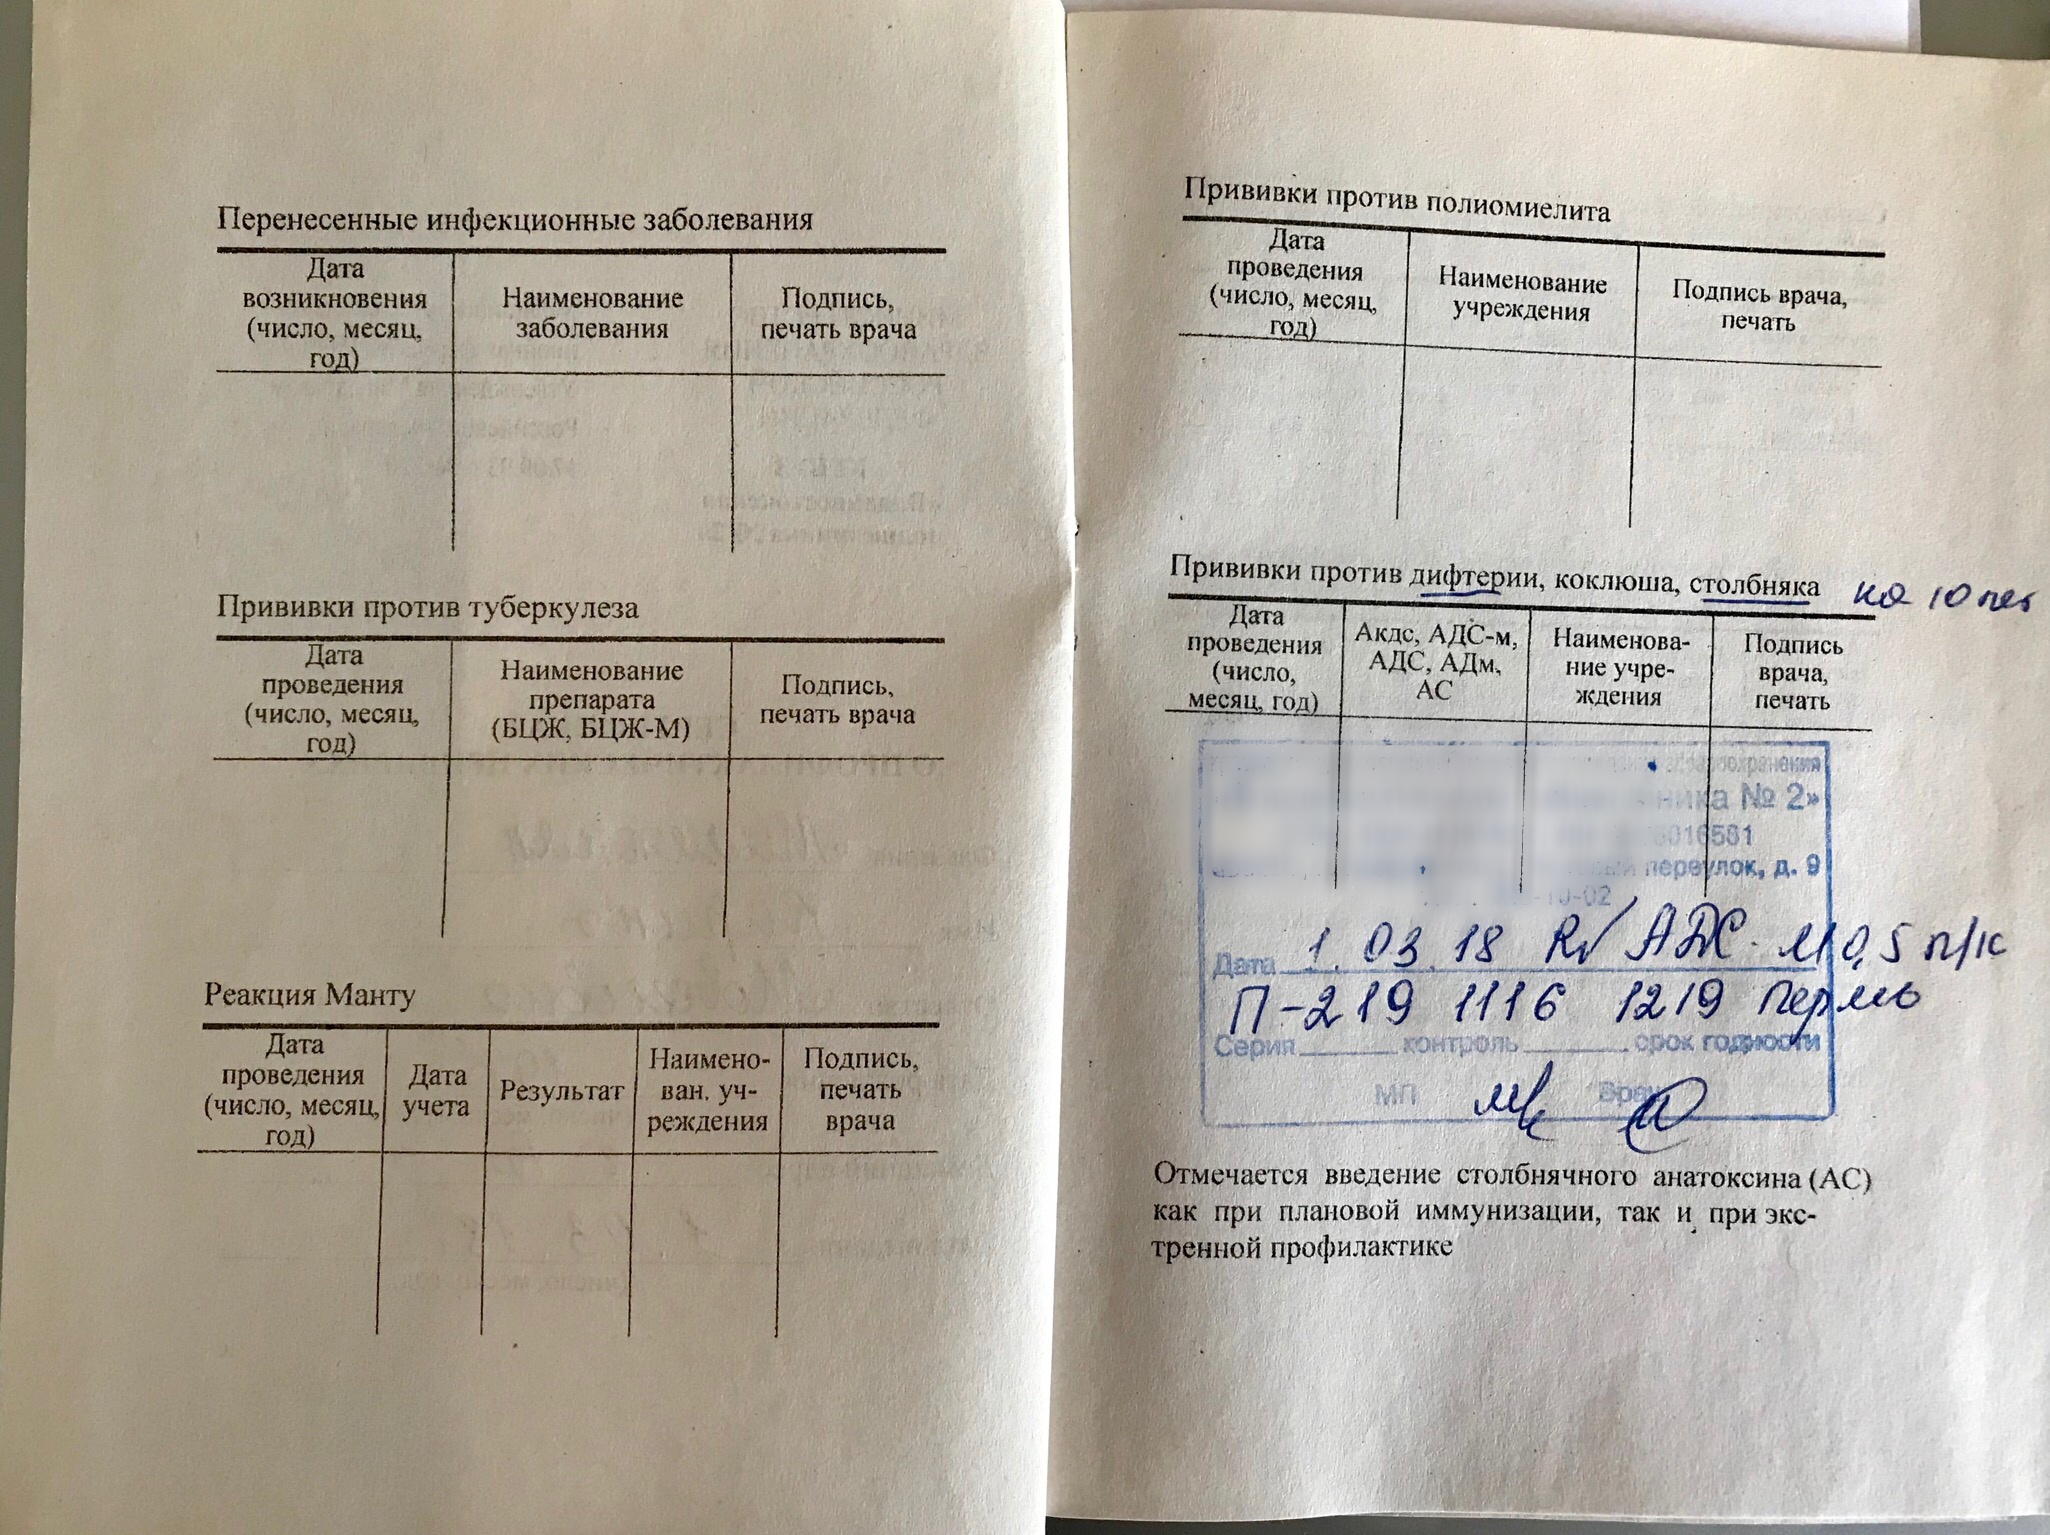 Перенесенные инфекционные заболевания
Дата
возникновения
(число, месяц,
год)
Наименование
заболевания
Подпись,
печать врача
Прививки против туберкулеза
Дата
проведения
(число, месяц,
год)
Наименование
препарата
(БЦЖ, БЦЖ-М)
Подпись,
печать врача
Реакция Манту
Дата
проведения
(число, месяц,
год)
Дата
учета
Результат
Наимено-
ван. уч-
реждения
Подпись,
печать
врача
Прививки против полиомиелита
Дата
проведения
(число, месяц,
год)
Наименование
учреждения
Подпись врача,
печать
Прививки против дифтерии, коклюша, столбняка на 10 лет
Дата
проведения
(число,
месяц, год)
Акдс, АДС-м,
АДС, АДм,
АС
Наименова-
ние учре-
ждения
Подпись
врача,
печать
№ 2»
переулок, д. 9
-10-02
Дата 1. 03. 18 RV АДС-М 0,5 п/к
П-219 1116 1219 Пермь
Серия контроль срок годности
МП Врач
Отмечается введение столбнячного анатоксина (АС)
как при плановой иммунизации, так и при экс-
тренной профилактике